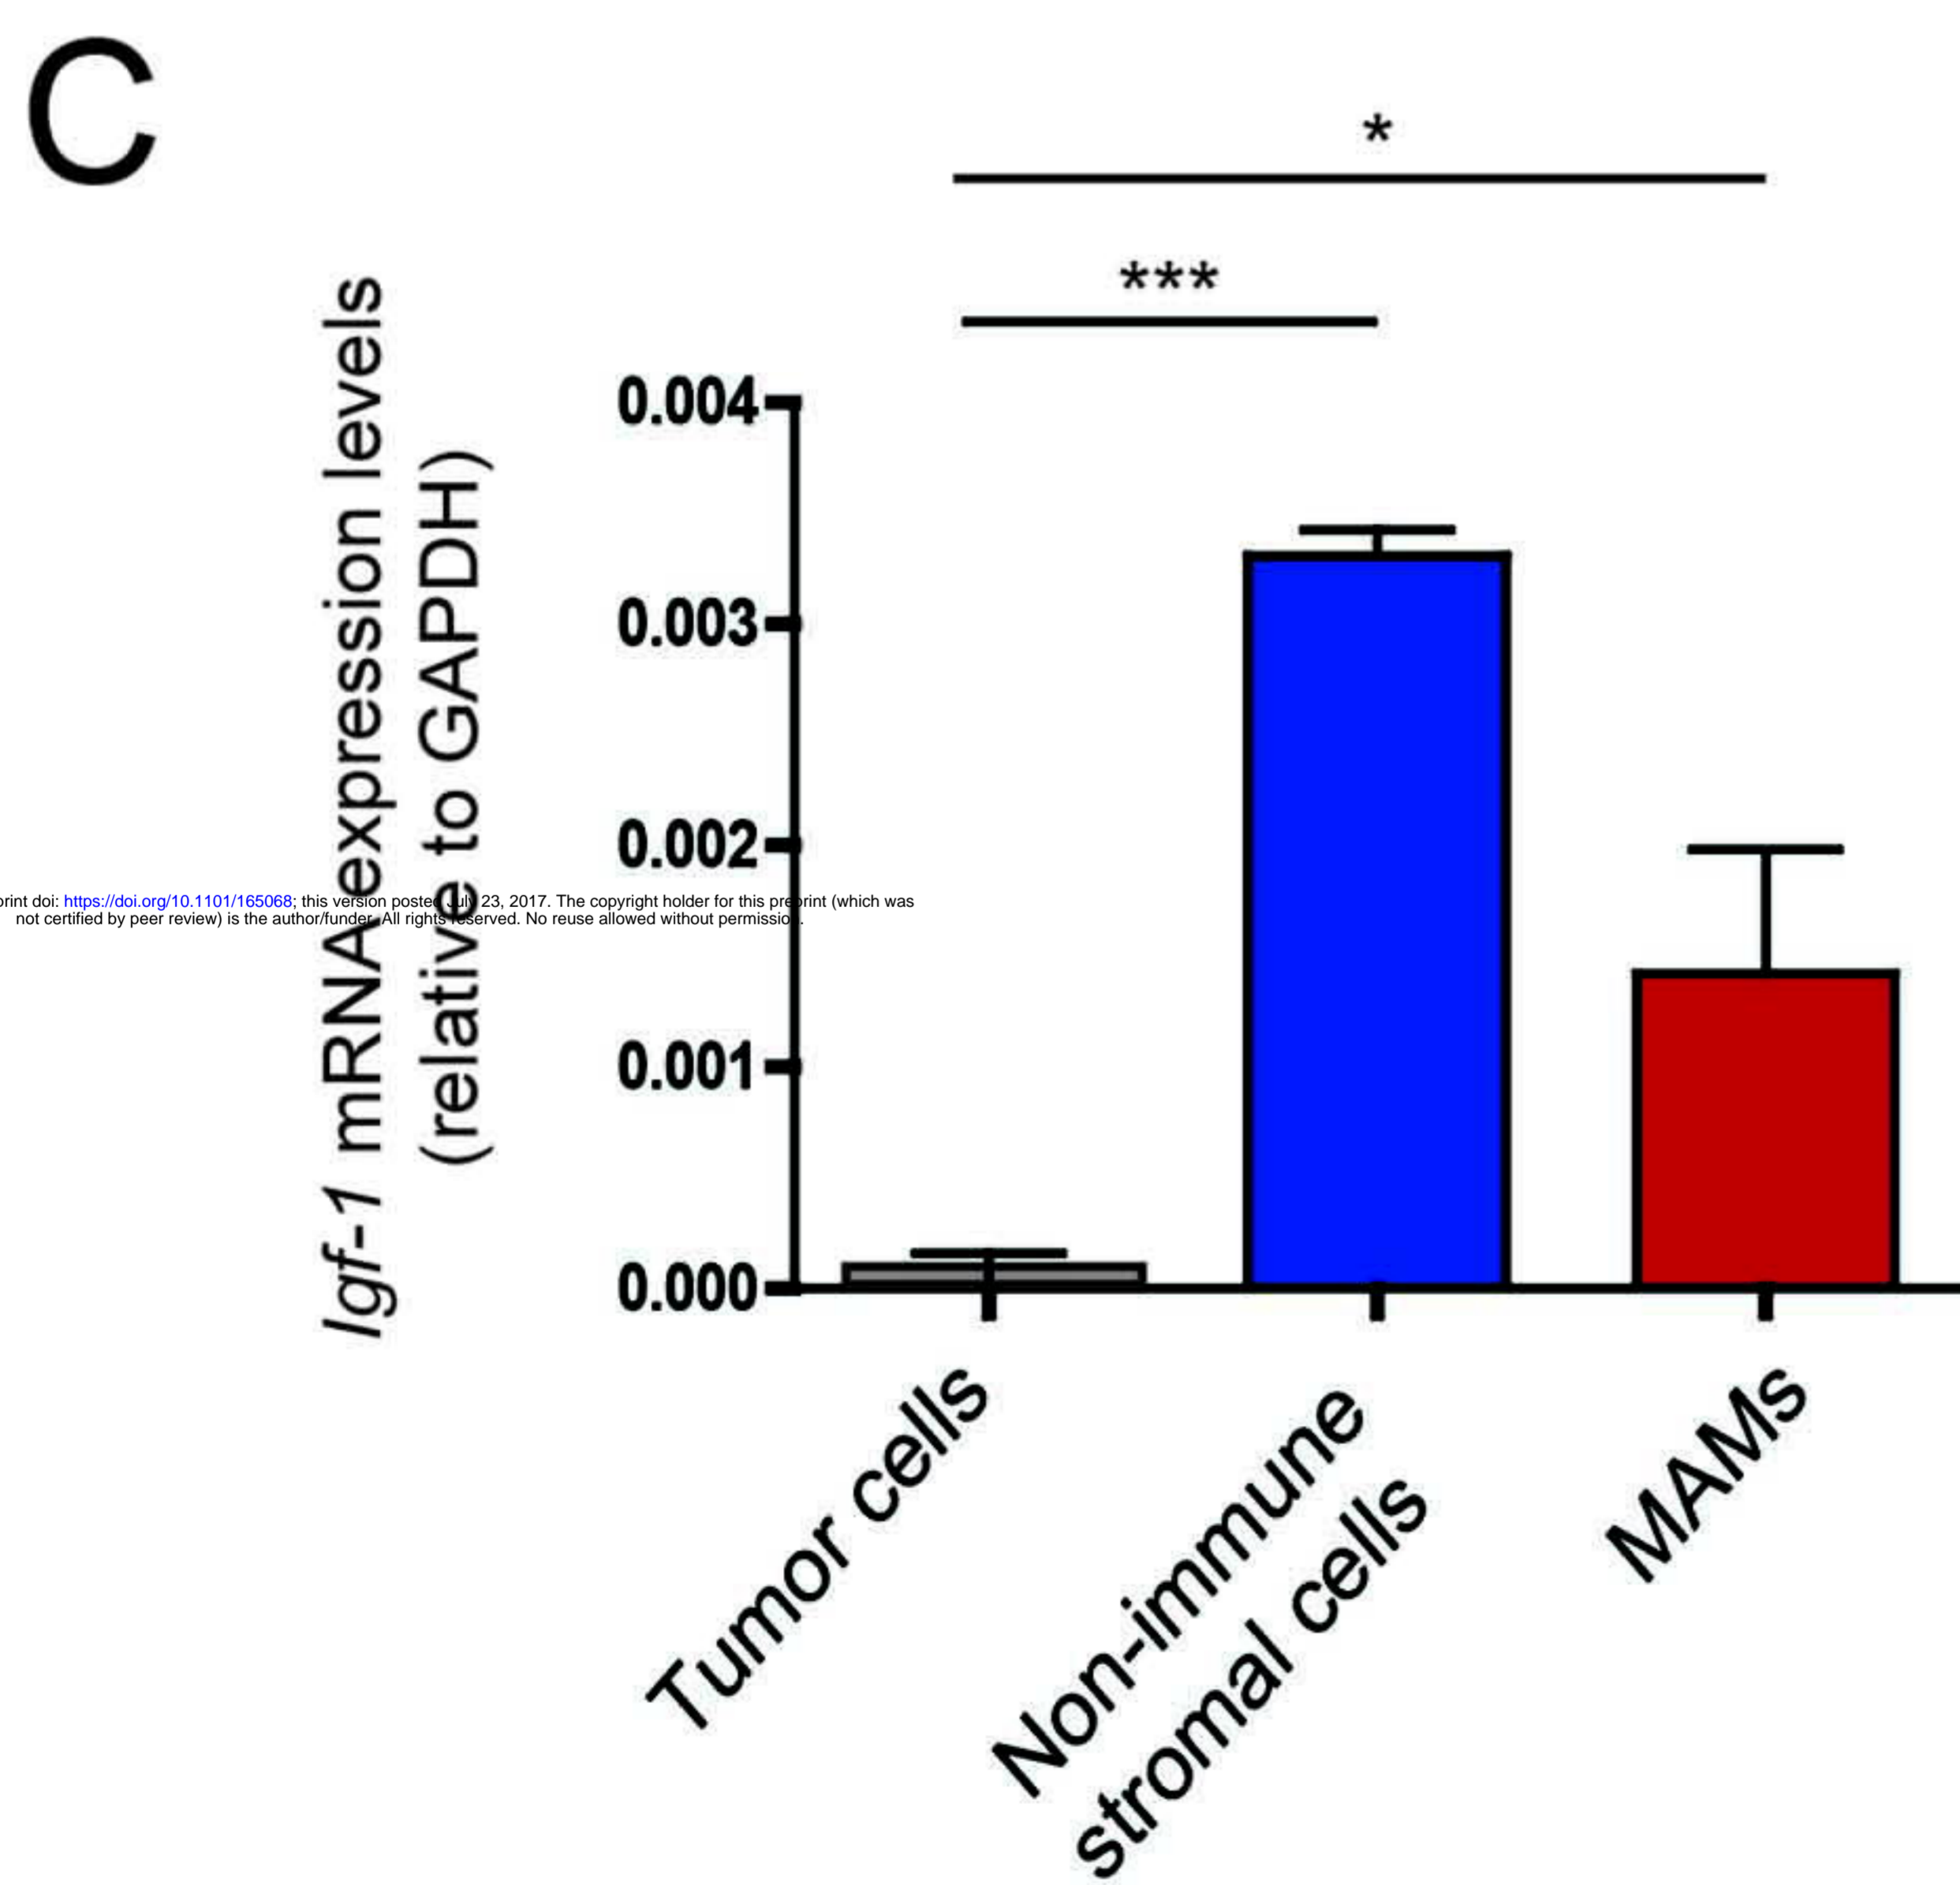 C
*
***
Igf-1 mRNA expression levels
(relative to GAPDH)
0.004
0.003
0.002
0.001
0.000
rint doi: https://doi.org/10.1101/165068; this version posted July 23, 2017. The copyright holder for this preprint (which was
not certified by peer review) is the author/funder. All rights reserved. No reuse allowed without permission.
Tumor cells
Non-immune
stromal cells
MAMs